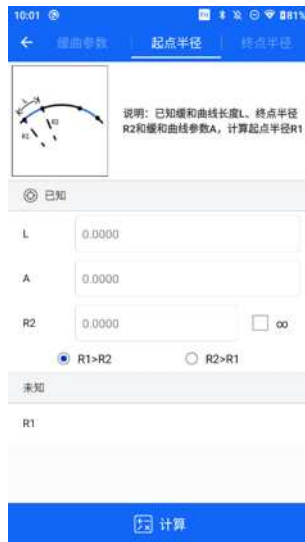 10:01
81%
缓曲参数 起点半径 终点半径
L
R1 R2
说明：已知缓和曲线长度L、终点半径
R2和缓和曲线参数A，计算起点半径R1
已知
L 0.0000
A 0.0000
R2 0.0000 ∞
R1>R2 R2>R1
未知
R1
计算